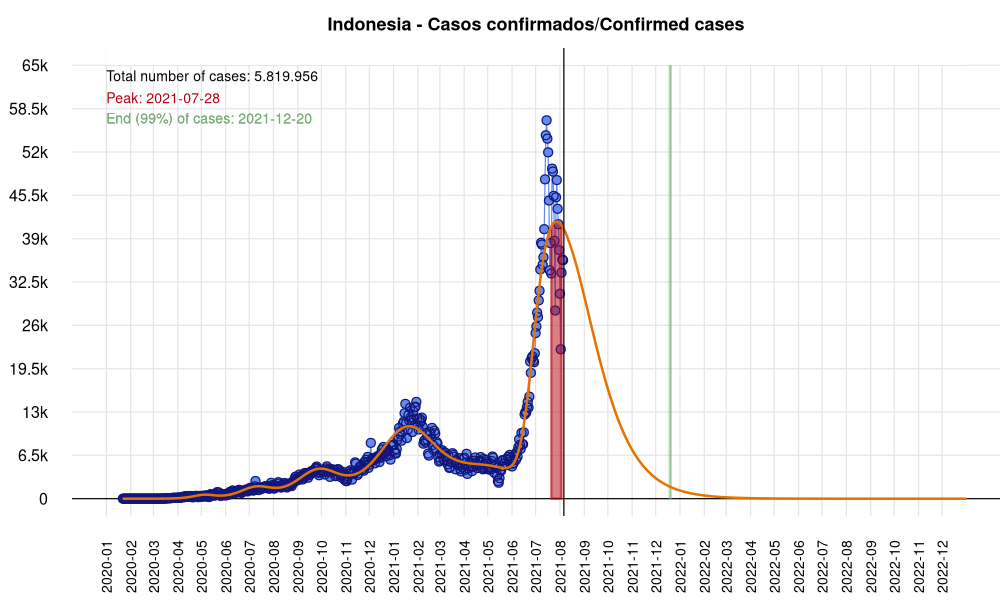 Indonesia - Casos confirmados/Confirmed cases
65k
Total number of cases: 5.819.956
Peak: 2021-07-28
58.5k
End (99%) of cases: 2021-12-20
52k
45.5k
39k
32.5k
26k
19.5k
13k
6.5k
0
2020-01
2020-02
2020-03
2020-04
2020-05
2020-06
2020-07
2020-08
2020-09
2020-10
2020-11
2020-12
2021-01
2021-02
2021-03
2021-04
2021-05
2021-06
2021-07
2021-08
2021-09
2021-10
2021-11
2021-12
2022-01
2022-02
2022-03
2022-04
2022-05
2022-06
2022-07
2022-08
2022-09
2022-10
2022-11
2022-12